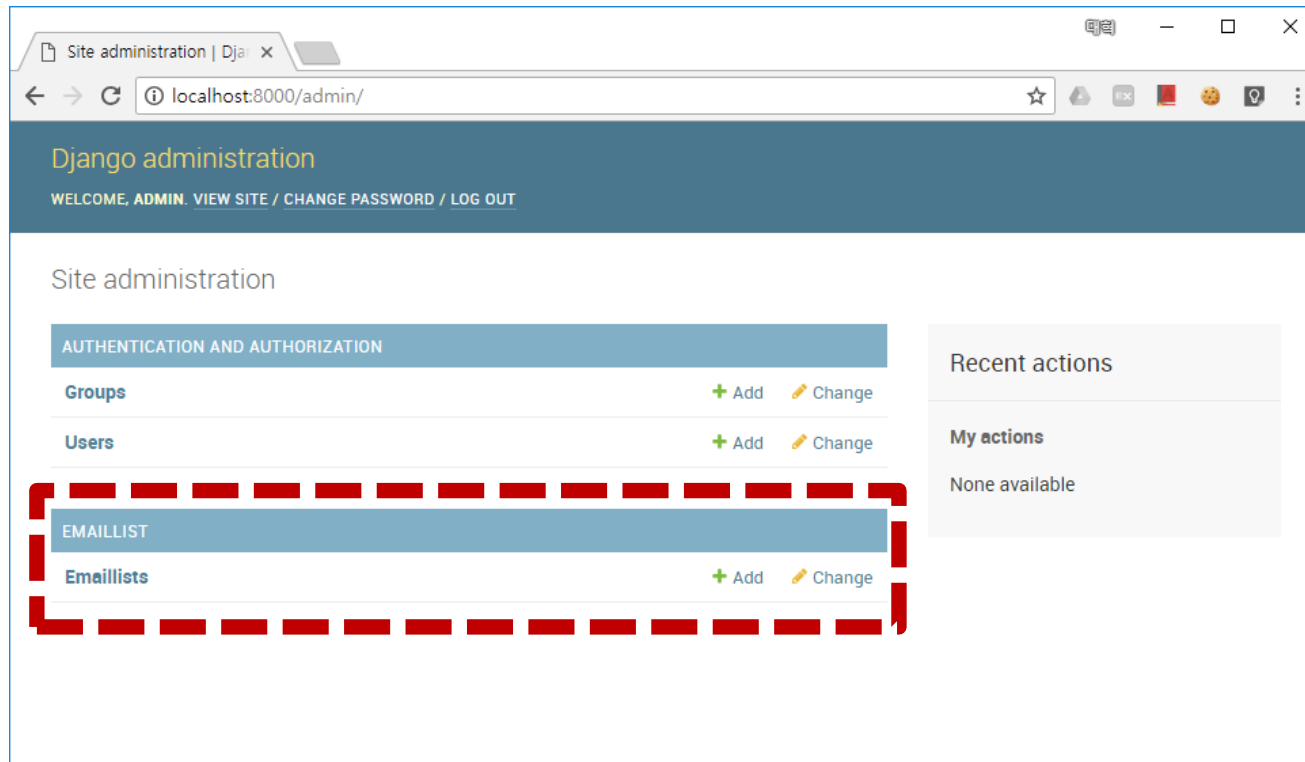 Site administration | Dja
localhost:8000/admin/
Django administration
WELCOME, ADMIN. VIEW SITE / CHANGE PASSWORD / LOG OUT
Site administration
AUTHENTICATION AND AUTHORIZATION
Groups + Add Change
Users + Add Change
EMAILLIST
Emaillists + Add Change
Recent actions
My actions
None available